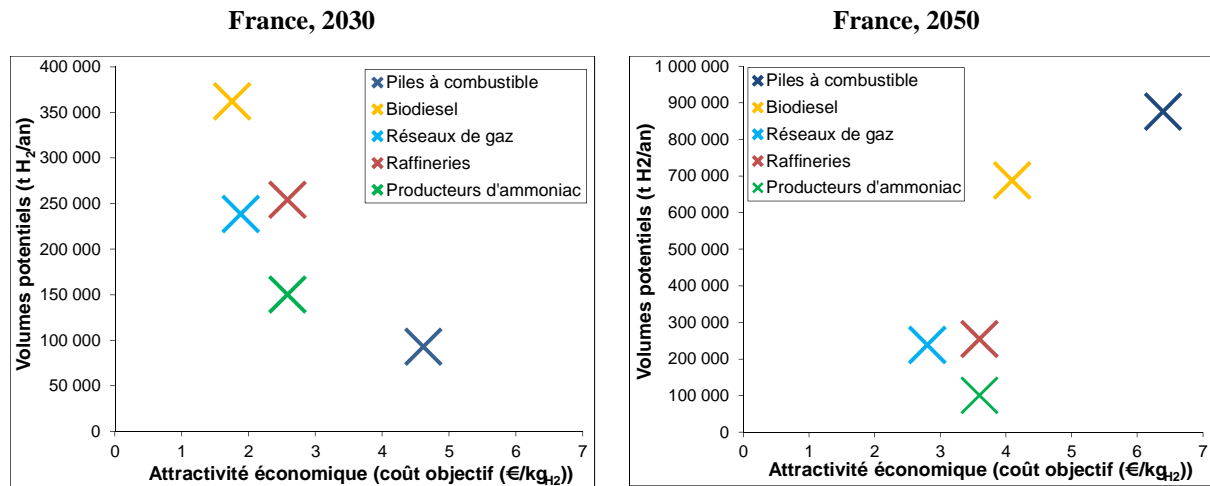 France, 2030
Volumes potentiels (t H2/an)
400 000
350 000
300 000
250 000
200 000
150 000
100 000
50 000
0
Piles à combustible
Biodiesel
Réseaux de gaz
Raffineries
Producteurs d'ammoniac
0 1 2 3 4 5 6 7
Attractivité économique (coût objectif (€/kgH2))
France, 2050
Volumes potentiels (t H2/an)
1 000 000
900 000
800 000
700 000
600 000
500 000
400 000
300 000
200 000
100 000
0
Piles à combustible
Biodiesel
Réseaux de gaz
Raffineries
Producteurs d'ammoniac
0 1 2 3 4 5 6 7
Attractivité économique (coût objectif (€/kgH2))